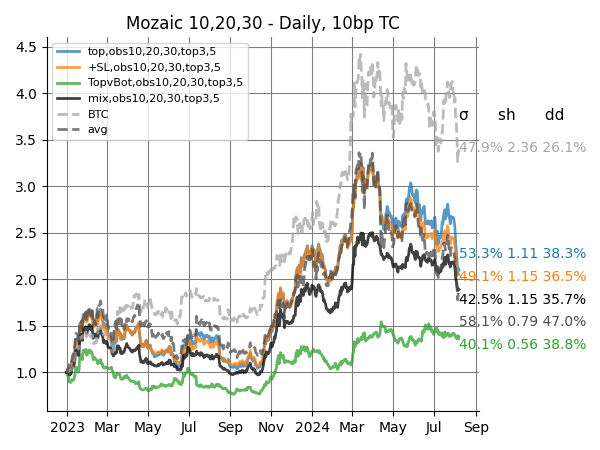 Mozaic 10,20,30 - Daily, 10bp TC
4.5
4.0
3.5
3.0
2.5
2.0
1.5
1.0
top,obs10,20,30,top3,5
+SL,obs10,20,30,top3,5
TopvBot,obs10,20,30,top3,5
mix,obs10,20,30,top3,5
BTC
avg
σ sh dd
47.9% 2.36 26.1%
53.3% 1.11 38.3%
49.1% 1.15 36.5%
42.5% 1.15 35.7%
58,1% 0.79 47.0%
40.1% 0.56 38.8%
2023 Mar May Jul Sep Nov 2024 Mar May Jul Sep